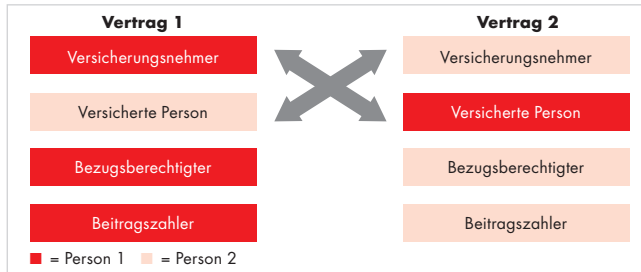 Vertrag 1
Vertrag 2
Versicherungsnehmer
Versicherungsnehmer
Versicherte Person
Versicherte Person
Bezugsberechtigter
Bezugsberechtigter
Beitragszahler
Beitragszahler
= Person 1 = Person 2